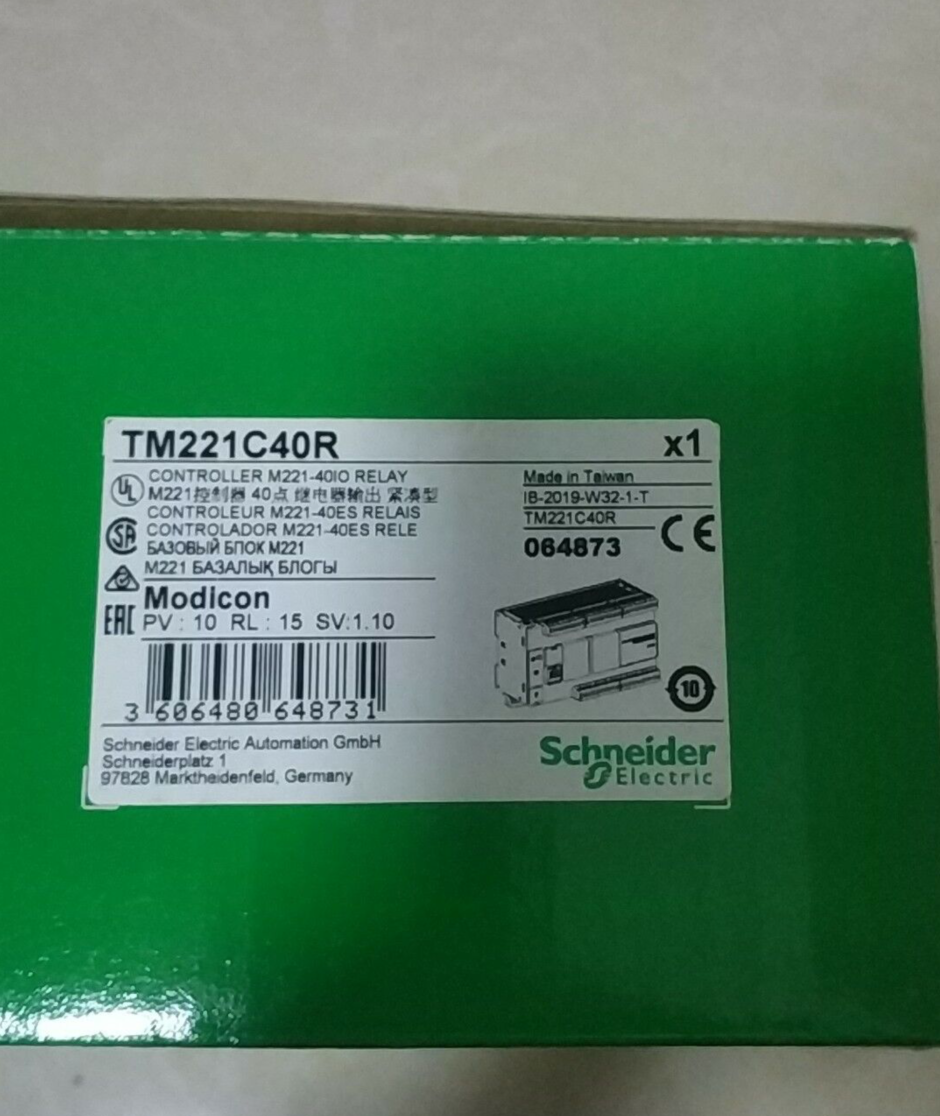 TM221C40R x1
CONTROLLER M221-40IO RELAY
M221控制器 40点 继电器输出 紧凑型
CONTROLEUR M221-40ES RELAIS
CONTROLADOR M221-40ES RELE
БАЗОВЫЙ БЛОК M221
M221 БАЗАЛЫҚ БЛОГЫ
Made in Taiwan
IB-2019-W32-1-T
TM221C40R
064873
CE
UL
SA
EAC
Modicon
PV : 10 RL : 15 SV:1.10
3 606480 648731
10
Schneider Electric Automation GmbH
Schneiderplatz 1
97828 Marktheidenfeld, Germany
Schneider
Electric